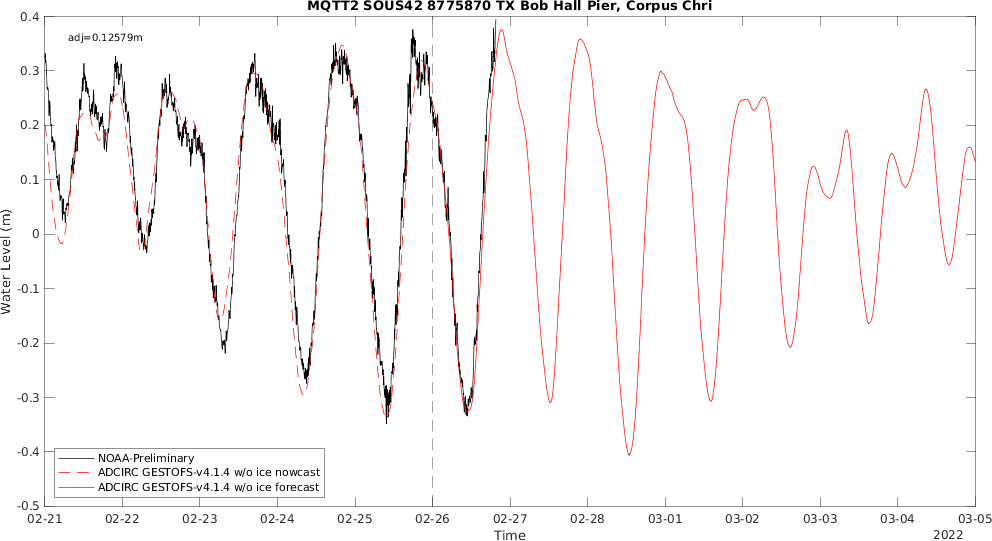 MQTT2 SOUS42 8775870 TX Bob Hall Pier, Corpus Chri
adj=0.12579m
0.4
0.3
0.2
0.1
0
-0.1
-0.2
-0.3
-0.4
-0.5
Water Level (m)
NOAA-Preliminary
ADCIRC GESTOFS-v4.1.4 w/o ice nowcast
ADCIRC GESTOFS-v4.1.4 w/o ice forecast
02-21 02-22 02-23 02-24 02-25 02-26 02-27 02-28 03-01 03-02 03-03 03-04 03-05
Time
2022